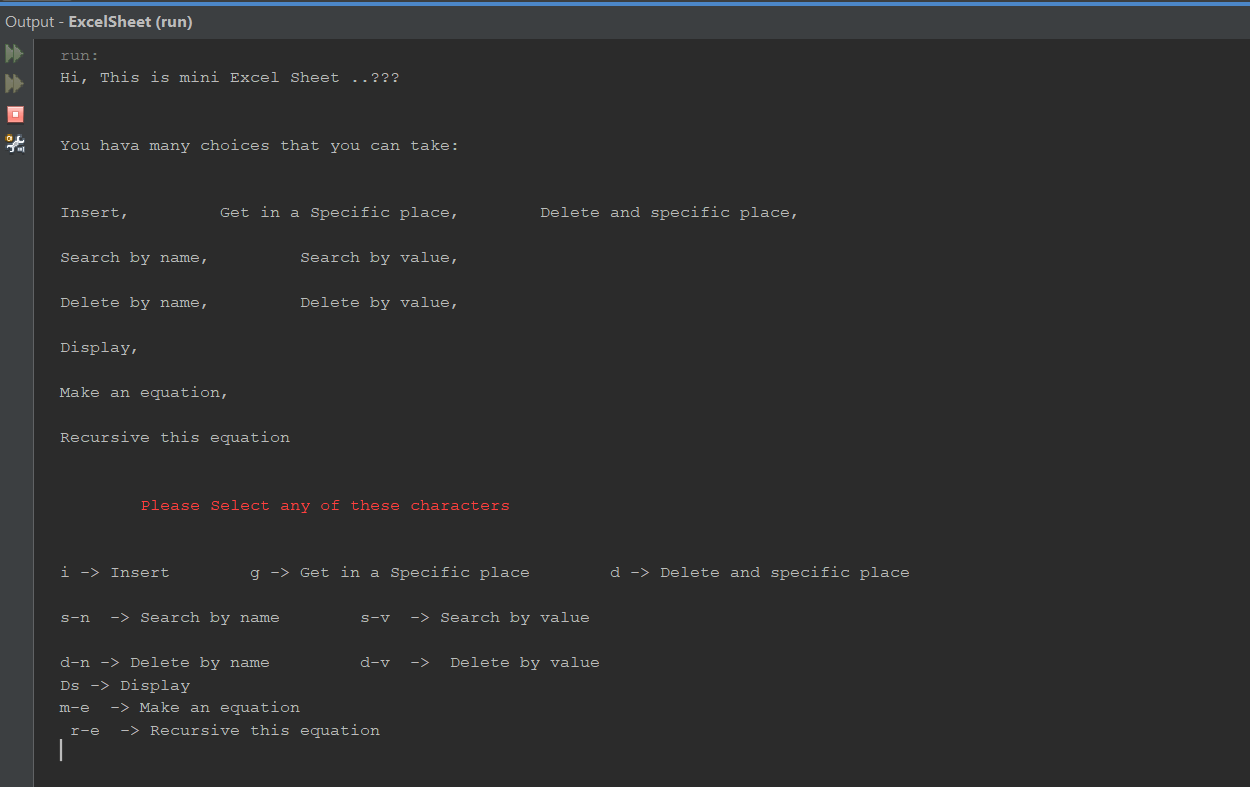 Output - ExcelSheet (run)
run:
Hi, This is mini Excel Sheet ..???
You hava many choices that you can take:
Insert,         Get in a Specific place,        Delete and specific place,
Search by name,         Search by value,
Delete by name,         Delete by value,
Display,
Make an equation,
Recursive this equation
Please Select any of these characters
i -> Insert        g -> Get in a Specific place        d -> Delete and specific place
s-n  -> Search by name        s-v  -> Search by value
d-n -> Delete by name         d-v  ->  Delete by value
Ds -> Display
m-e  -> Make an equation
r-e  -> Recursive this equation